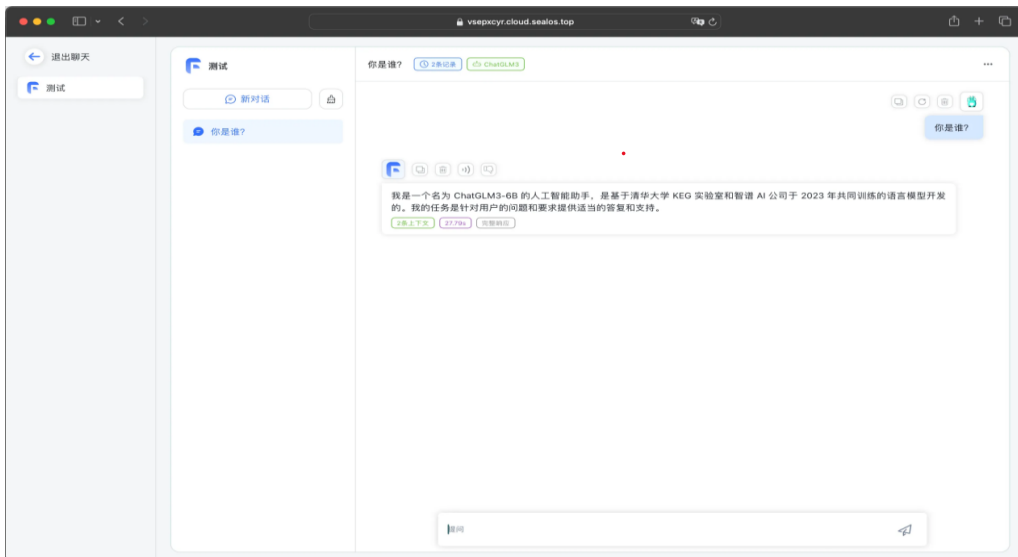 vsepxcyr.cloud.sealos.top
退出聊天
测试
测试
新对话
你是谁?
你是谁?
2条记录
ChatGLM3
你是谁?
我是一个名为 ChatGLM3-6B 的人工智能助手，是基于清华大学 KEG 实验室和智谱 AI 公司于 2023 年共同训练的语言模型开发
的。我的任务是针对用户的问题和要求提供适当的答复和支持。
2条上下文
27.79s
完整响应
提问